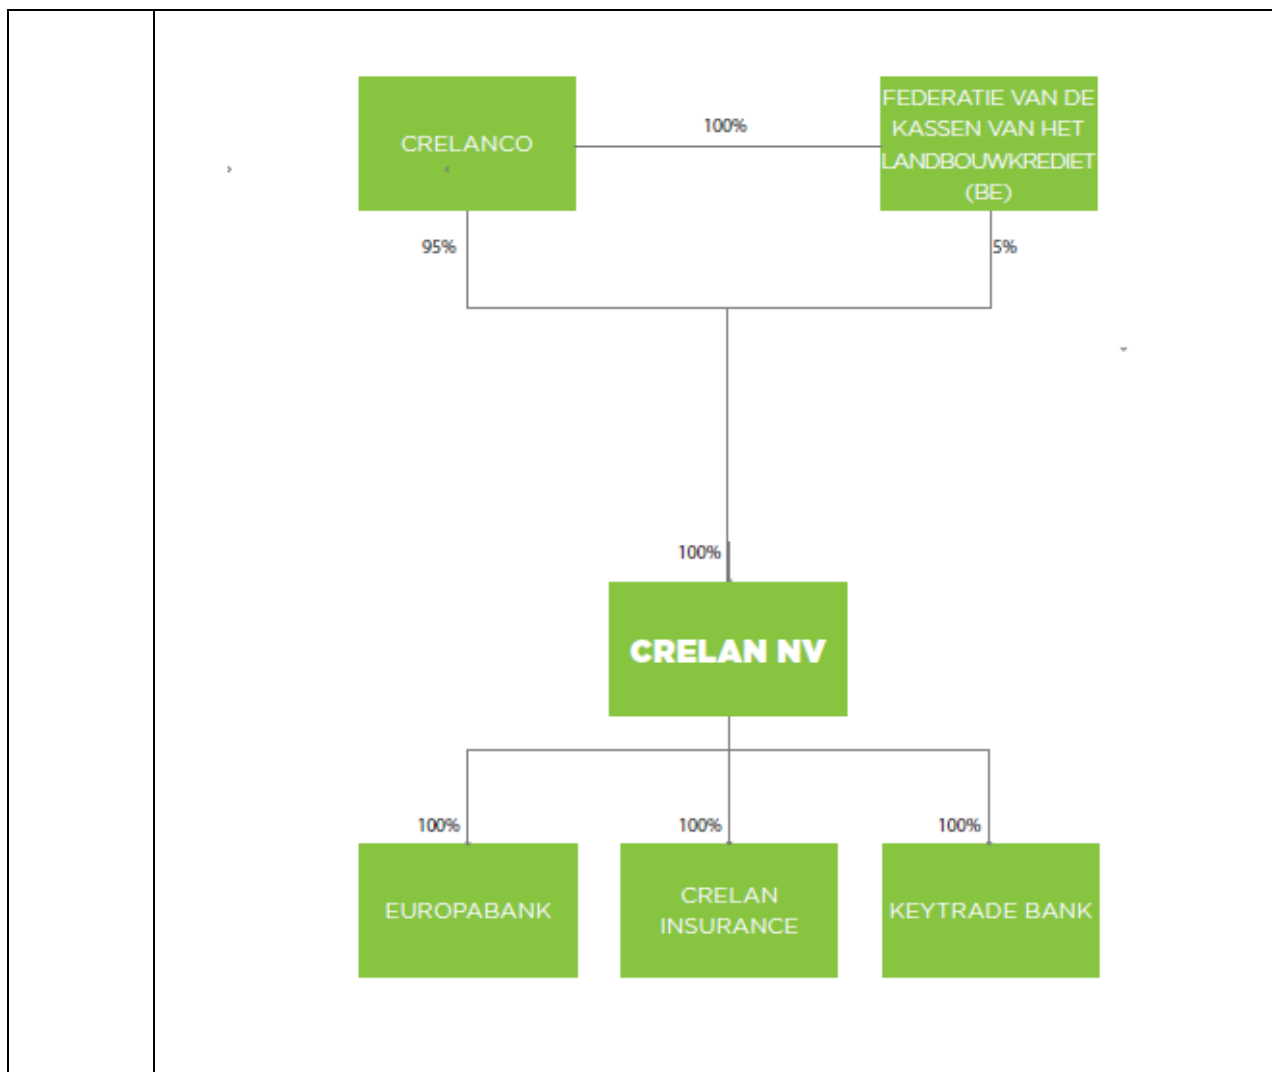 CRELANCO
100%
FEDERATIE VAN DE
KASSEN VAN HET
LANDBOUWKREDIET
(BE)
95%
5%
100%
CRELAN NV
100%
100%
100%
EUROPABANK
CRELAN
INSURANCE
KEYTRADE BANK